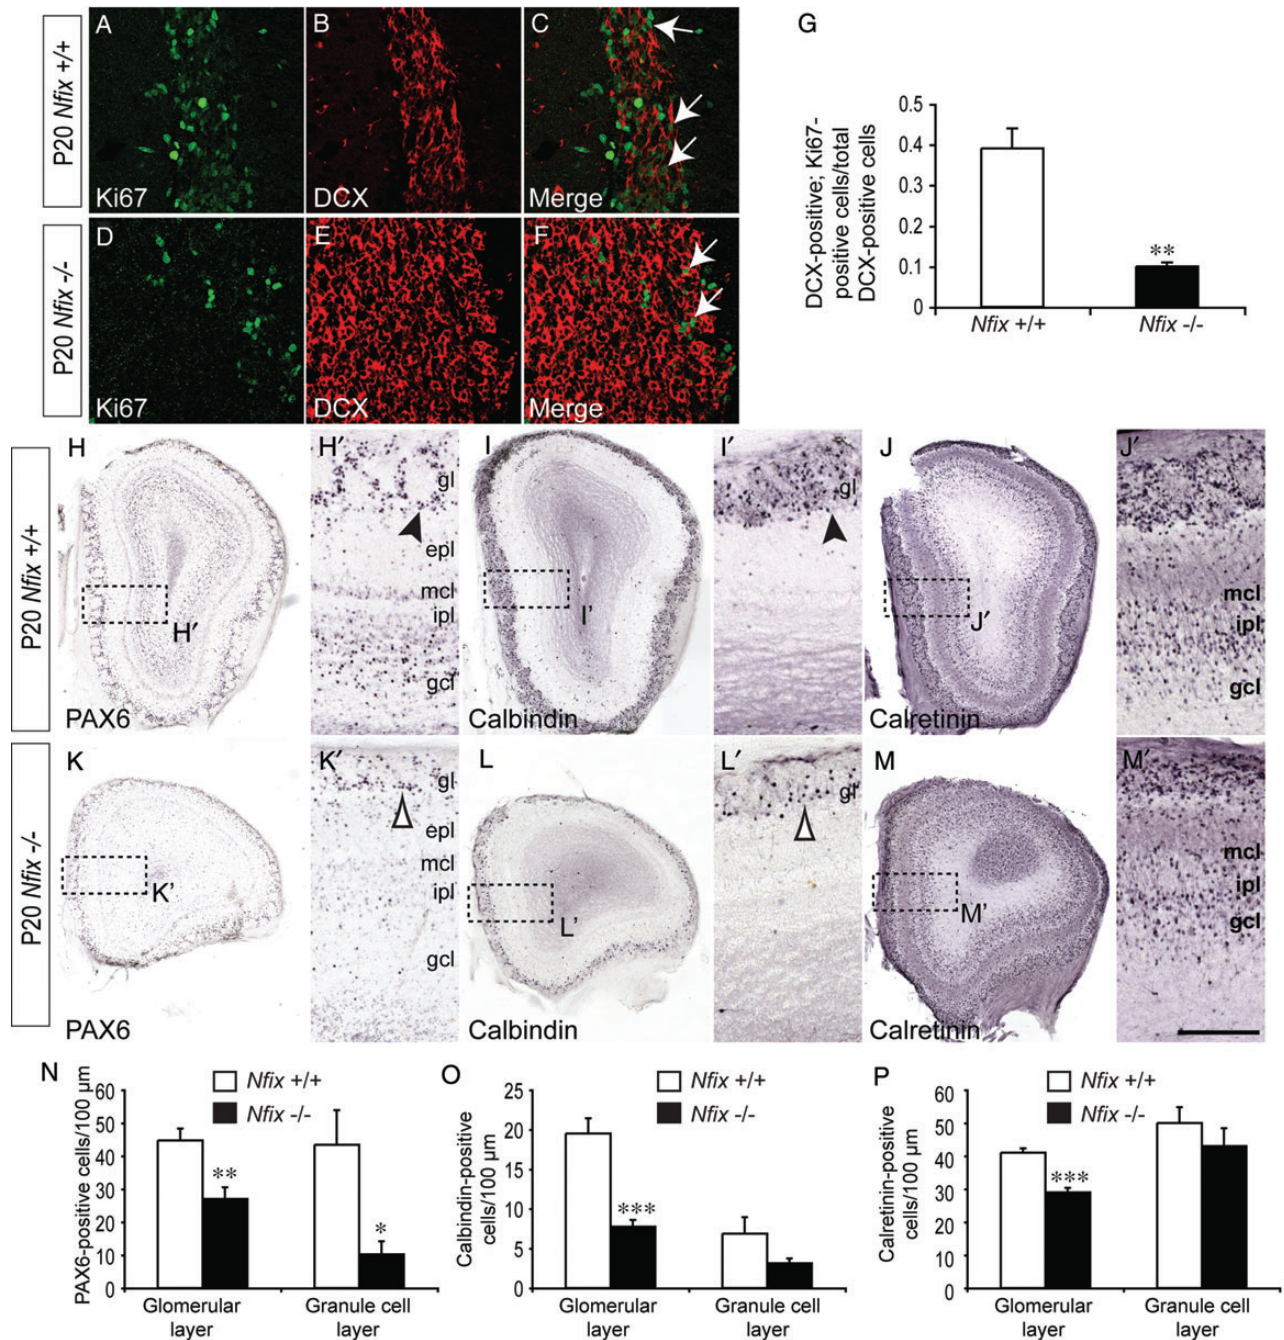 P20 Nfix +/+
A
Ki67
B
DCX
C
Merge
P20 Nfix -/-
D
Ki67
E
DCX
F
Merge
G
DCX-positive; Ki67-
positive cells/total
DCX-positive cells
0.5
0.4
0.3
0.2
0.1
0
**
Nfix +/+
Nfix -/-
P20 Nfix +/+
H
H′
PAX6
H′
gl
epl
mcl
ipl
gcl
I
I′
Calbindin
I′
gl
J
J′
Calretinin
J′
mcl
ipl
gcl
P20 Nfix -/-
K
K′
PAX6
K′
gl
epl
mcl
ipl
gcl
L
L′
Calbindin
L′
gl
M
M′
Calretinin
M′
mcl
ipl
gcl
N
PAX6-positive cells/100 µm
60
50
40
30
20
10
0
Nfix +/+
Nfix -/-
**
*
Glomerular
layer
Granule cell
layer
O
Calbindin-positive
cells/100 µm
25
20
15
10
5
0
Nfix +/+
Nfix -/-
***
Glomerular
layer
Granule cell
layer
P
Calretinin-positive
cells/100 µm
60
50
40
30
20
10
0
Nfix +/+
Nfix -/-
***
Glomerular
layer
Granule cell
layer